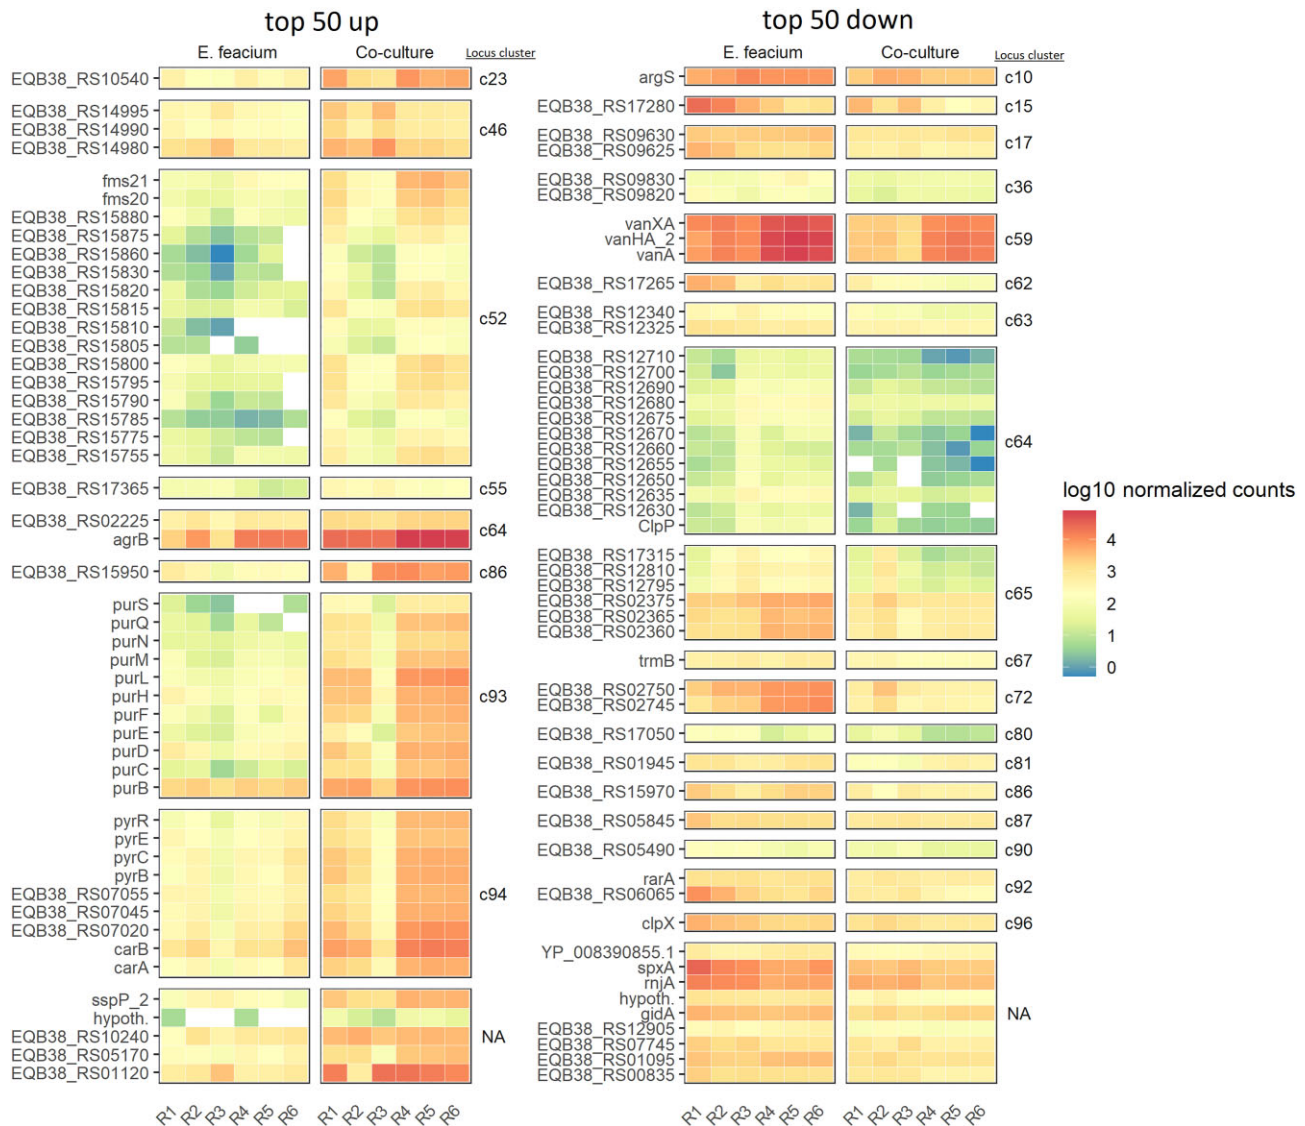 top 50 up
E. feacium Co-culture Locus cluster
EQB38_RS10540 c23
EQB38_RS14995
EQB38_RS14990 c46
EQB38_RS14980
fms21
fms20
EQB38_RS15880
EQB38_RS15875
EQB38_RS15860
EQB38_RS15830
EQB38_RS15820
EQB38_RS15815
c52
EQB38_RS15810
EQB38_RS15805
EQB38_RS15800
EQB38_RS15795
EQB38_RS15790
EQB38_RS15785
EQB38_RS15775
EQB38_RS15755
EQB38_RS17365 c55
EQB38_RS02225
c64
agrB
EQB38_RS15950 c86
purS
purQ
purN
purM
purL
purH c93
purF
purE
purD
purC
purB
pyrR
pyrE
pyrC
pyrB
EQB38_RS07055 c94
EQB38_RS07045
EQB38_RS07020
carB
carA
sspP_2
hypoth.
EQB38_RS10240 NA
EQB38_RS05170
EQB38_RS01120
R1 R2 R3 R4 R5 R6 R1 R2 R3 R4 R5 R6
top 50 down
E. feacium Co-culture Locus cluster
argS c10
EQB38_RS17280 c15
EQB38_RS09630
c17
EQB38_RS09625
EQB38_RS09830
c36
EQB38_RS09820
vanXA
vanHA_2 c59
vanA
EQB38_RS17265 c62
EQB38_RS12340
c63
EQB38_RS12325
EQB38_RS12710
EQB38_RS12700
EQB38_RS12690
EQB38_RS12680
EQB38_RS12675
EQB38_RS12670
c64
EQB38_RS12660
EQB38_RS12655
EQB38_RS12650
EQB38_RS12635
EQB38_RS12630
ClpP
EQB38_RS17315
EQB38_RS12810
EQB38_RS12795
c65
EQB38_RS02375
EQB38_RS02365
EQB38_RS02360
trmB c67
EQB38_RS02750
c72
EQB38_RS02745
EQB38_RS17050 c80
EQB38_RS01945 c81
EQB38_RS15970 c86
EQB38_RS05845 c87
EQB38_RS05490 c90
rarA
c92
EQB38_RS06065
clpX c96
YP_008390855.1
spxA
rnjA
hypoth.
gidA NA
EQB38_RS12905
EQB38_RS07745
EQB38_RS01095
EQB38_RS00835
R1 R2 R3 R4 R5 R6 R1 R2 R3 R4 R5 R6
log10 normalized counts
4
3
2
1
0